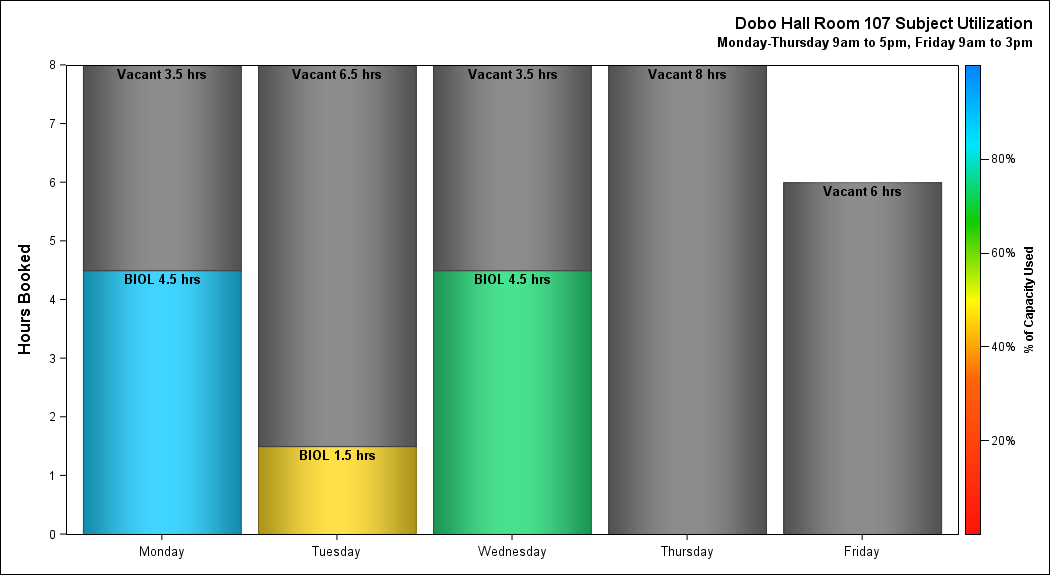 Dobo Hall Room 107 Subject Utilization
Monday-Thursday 9am to 5pm, Friday 9am to 3pm
Hours Booked
8
7
6
5
4
3
2
1
0
Vacant 3.5 hrs
Vacant 6.5 hrs
Vacant 3.5 hrs
Vacant 8 hrs
Vacant 6 hrs
BIOL 4.5 hrs
BIOL 4.5 hrs
BIOL 1.5 hrs
Monday
Tuesday
Wednesday
Thursday
Friday
80%
60%
40%
20%
% of Capacity Used